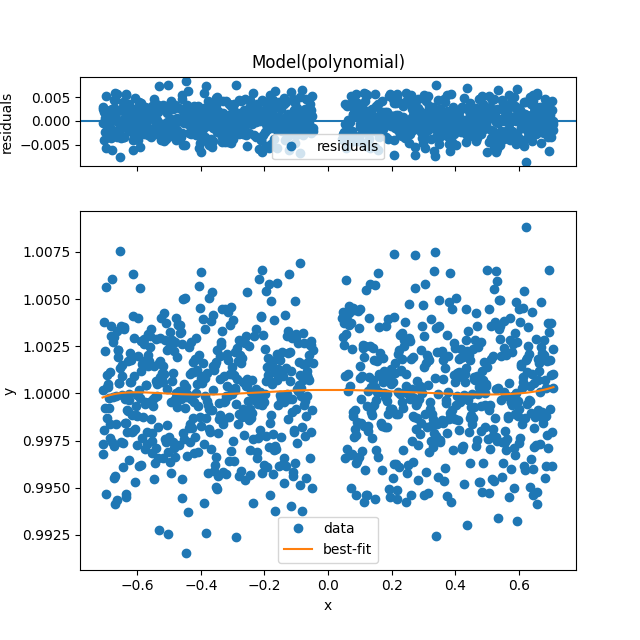 Model(polynomial)
residuals
0.005
0.000
−0.005
residuals
y
1.0075
1.0050
1.0025
1.0000
0.9975
0.9950
0.9925
data
best-fit
−0.6 −0.4 −0.2 0.0 0.2 0.4 0.6
x